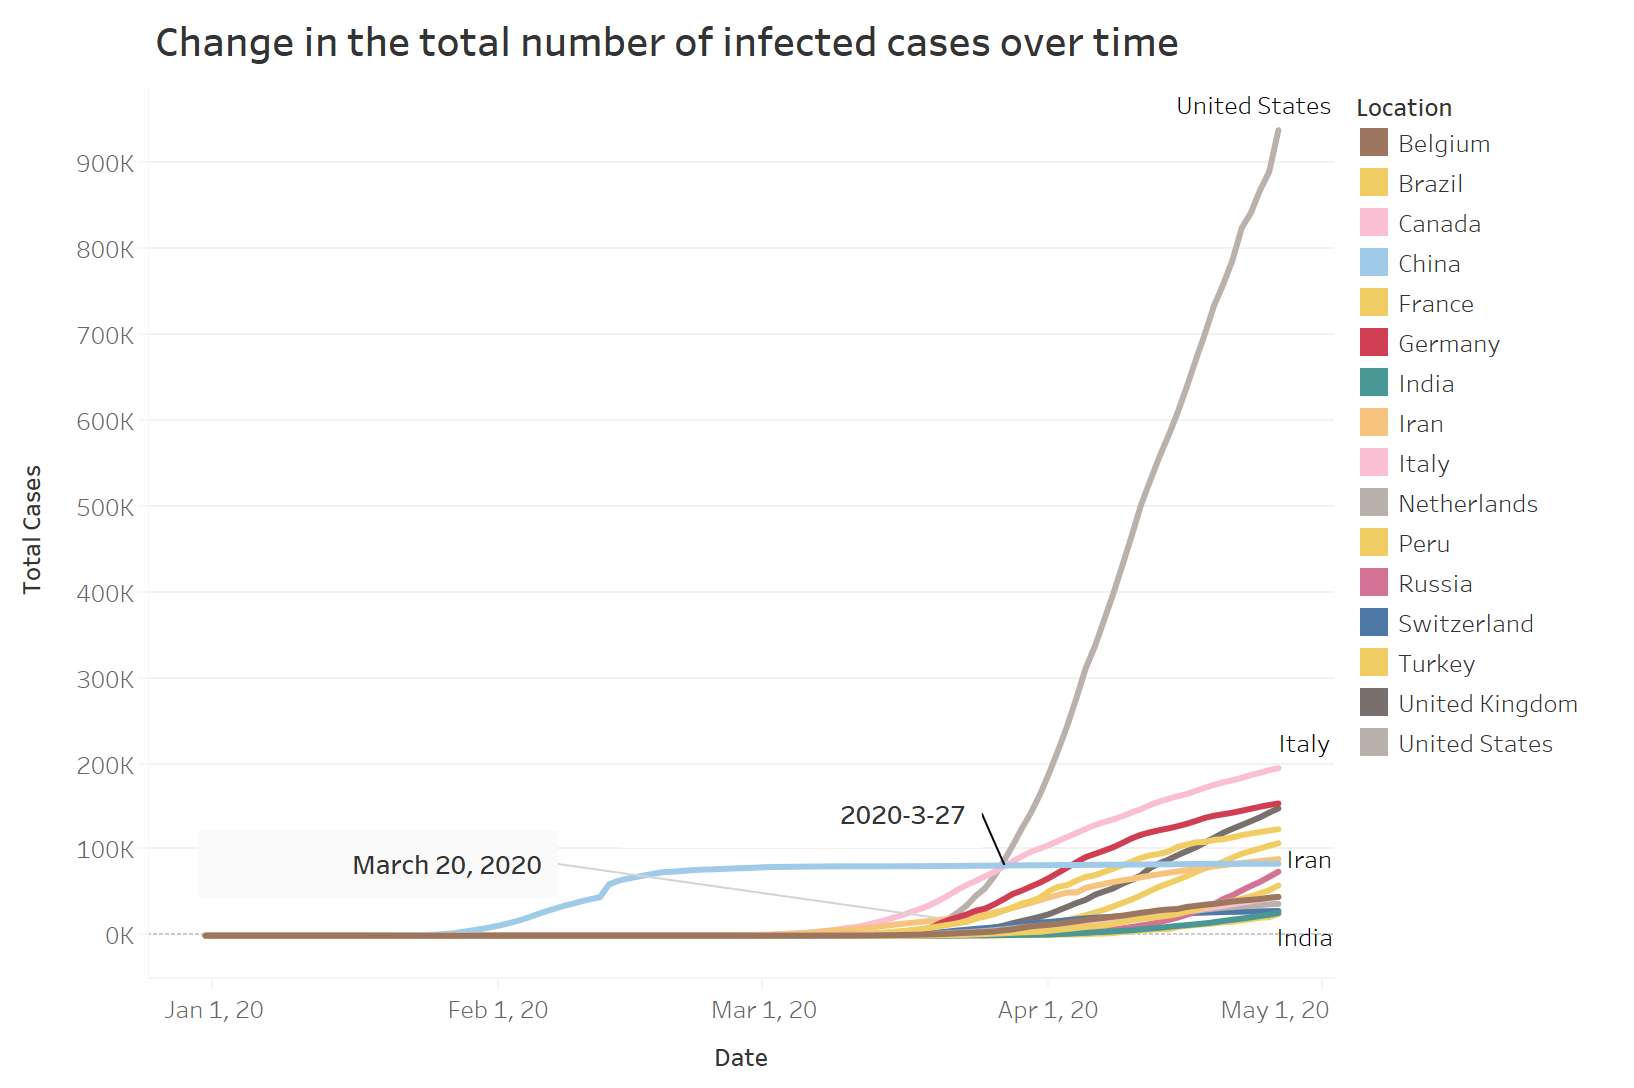 Change in the total number of infected cases over time
United States
Location
Belgium
Brazil
Canada
China
France
Germany
India
Iran
Italy
Netherlands
Peru
Russia
Switzerland
Turkey
United Kingdom
United States
Total Cases
900K
800K
700K
600K
500K
400K
300K
200K
100K
0K
Italy
2020-3-27
March 20, 2020
Iran
India
Jan 1, 20
Feb 1, 20
Mar 1, 20
Apr 1, 20
May 1, 20
Date